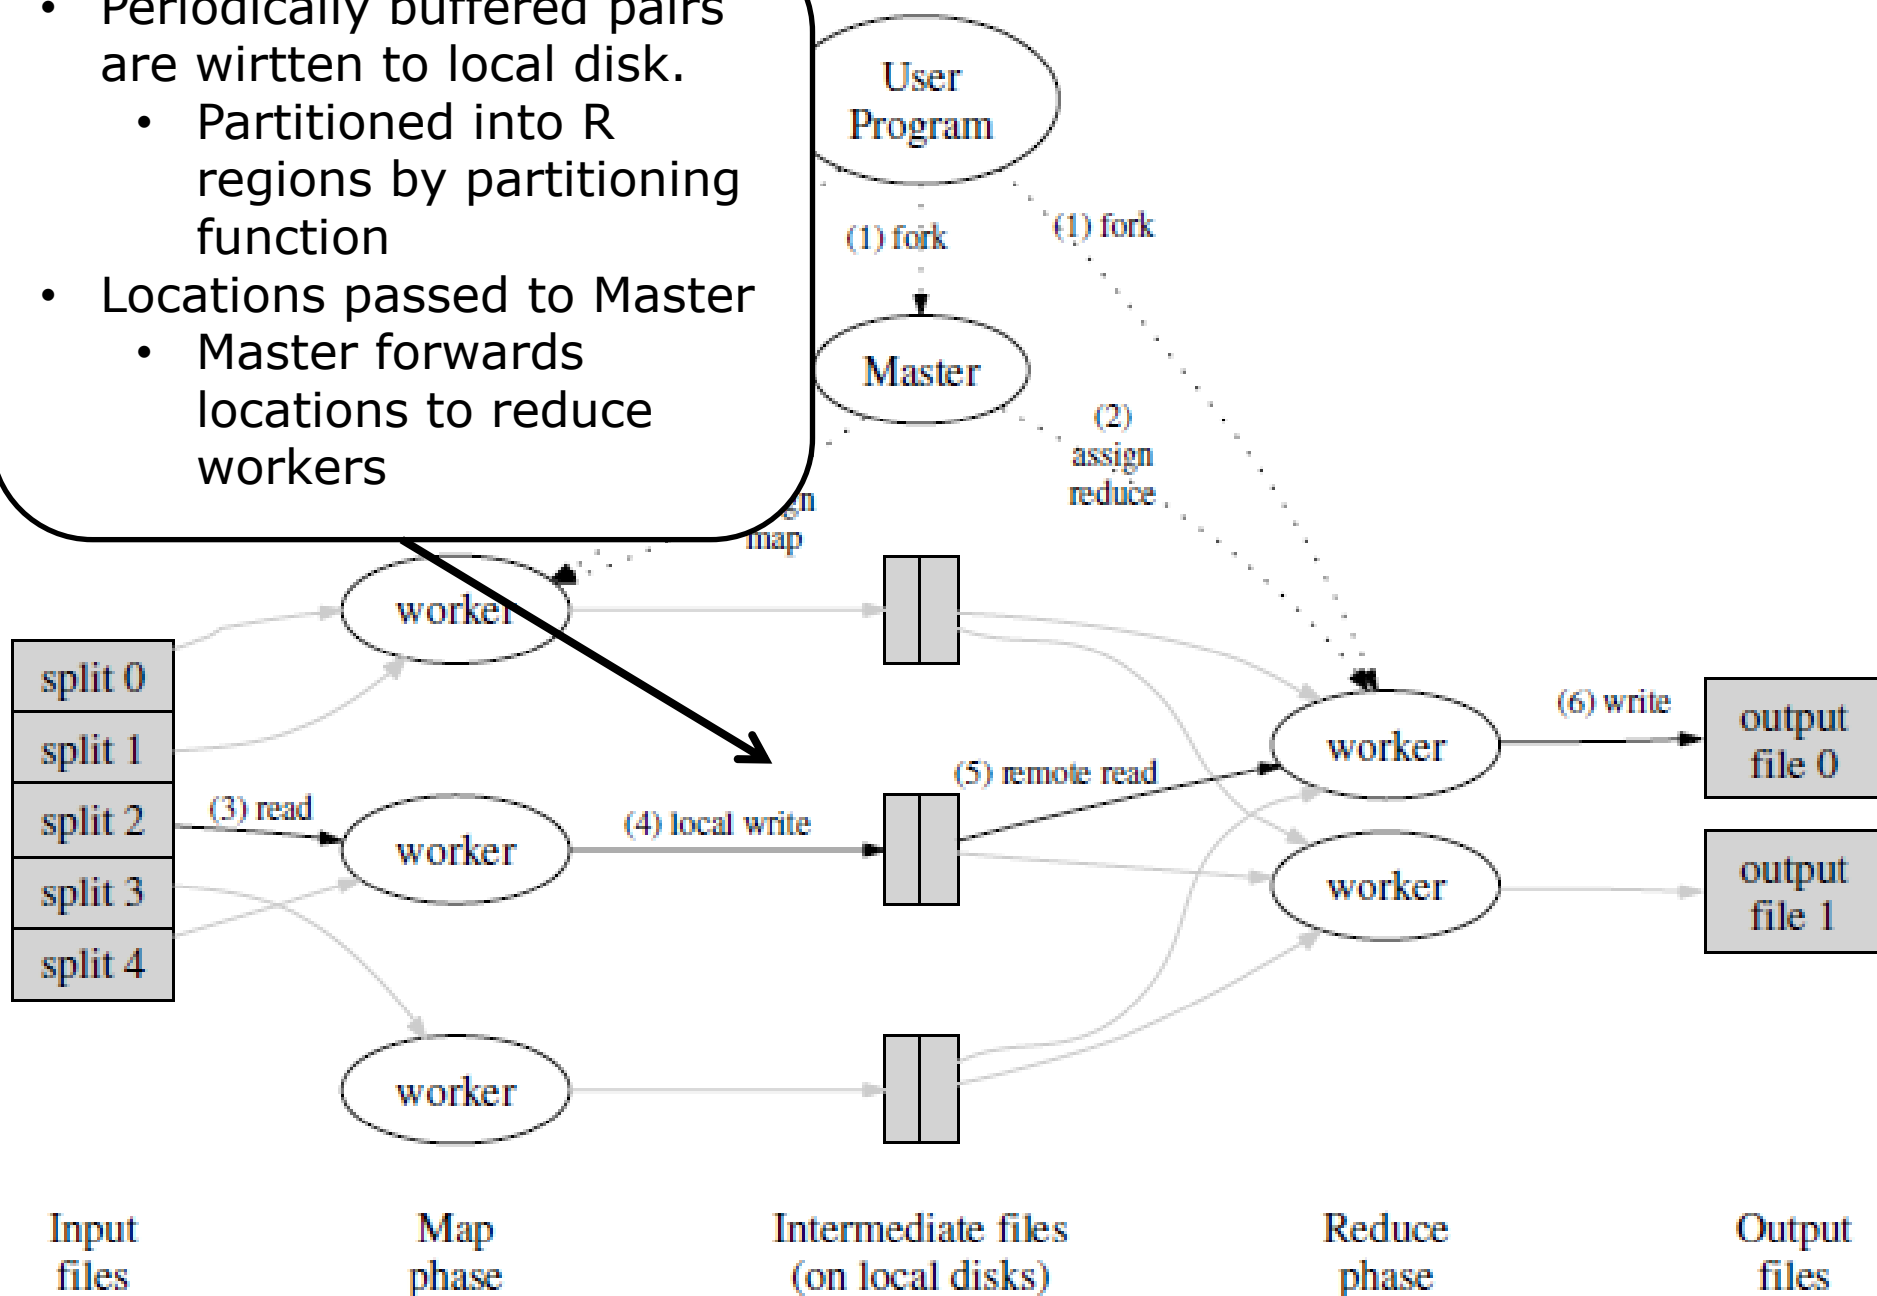 • Periodically buffered pairs
are wirtten to local disk.
• Partitioned into R
regions by partitioning
function
• Locations passed to Master
• Master forwards
locations to reduce
workers
User
Program
(1) fork
(1) fork
Master
(2)
assign
reduce
gn
map
worker
split 0
split 1
split 2
split 3
split 4
(3) read
worker
(4) local write
(5) remote read
worker
(6) write
output
file 0
worker
output
file 1
worker
Input
files
Map
phase
Intermediate files
(on local disks)
Reduce
phase
Output
files